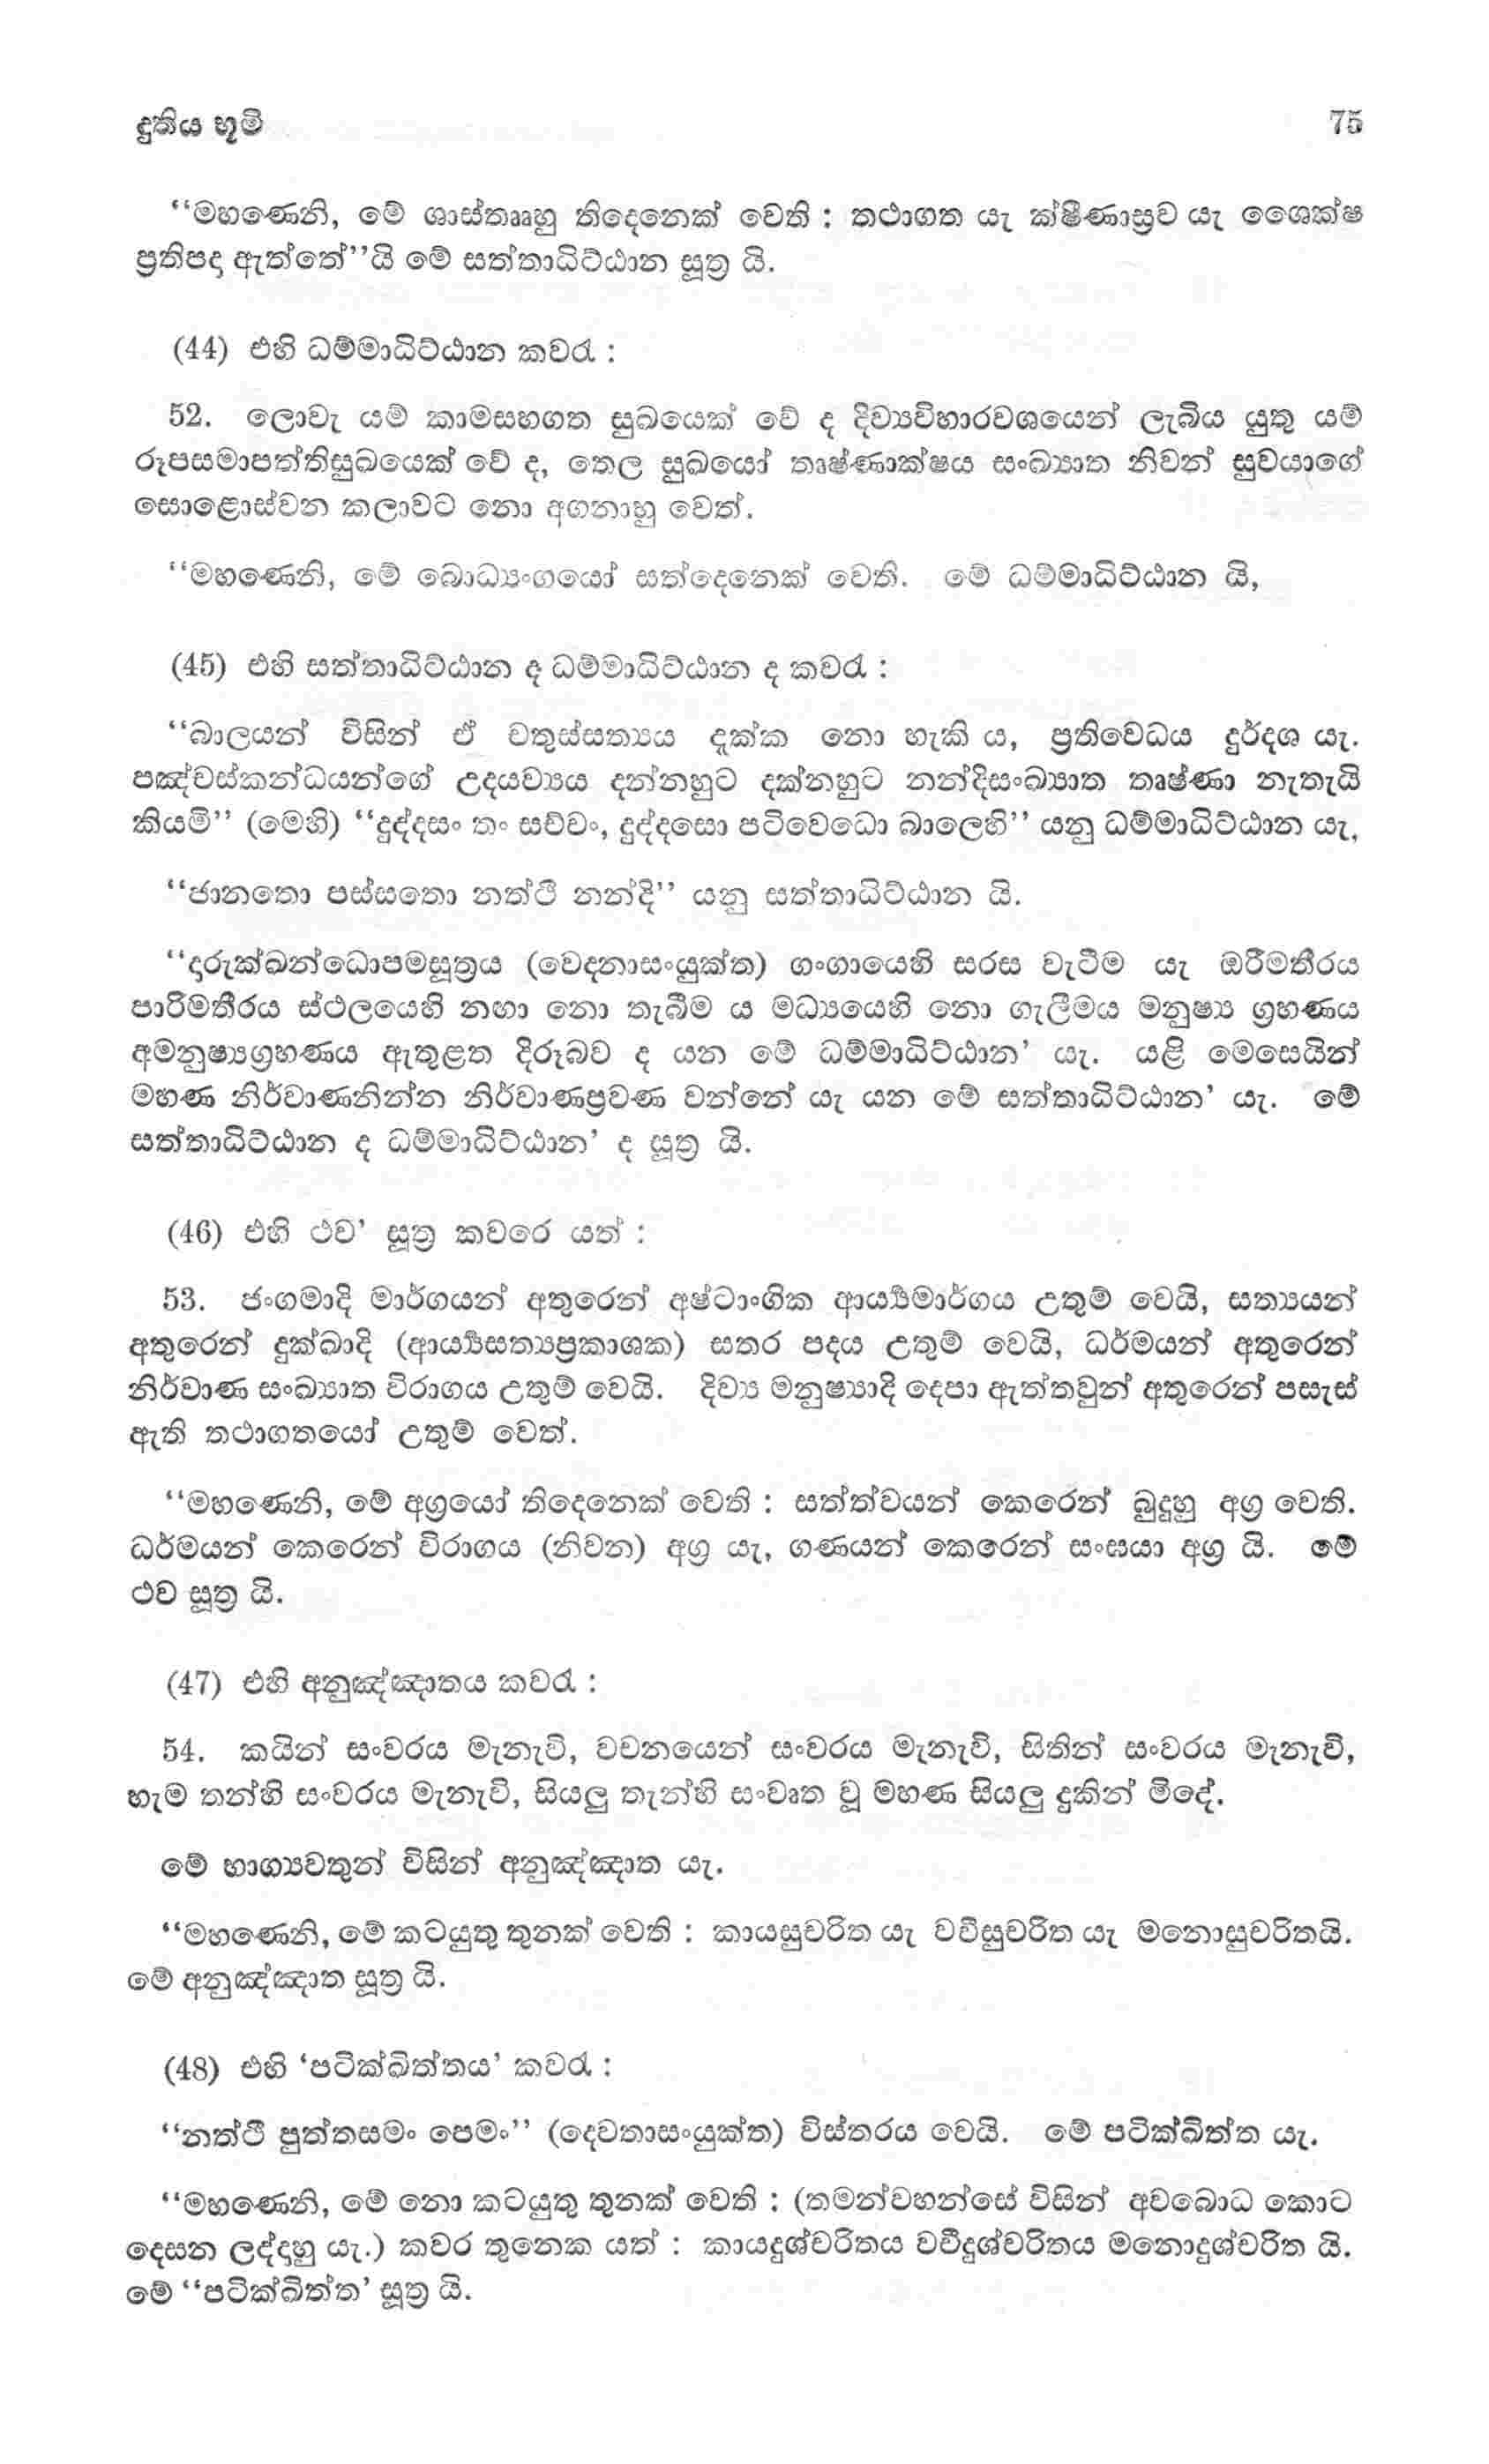 දුතිය භූමි 75
“මහණෙනි, මේ ශාස්තෲහු තිදෙනෙක් වෙති : තථාගත යැ ක්ෂීණාස්‍රව යැ ශෛක්ෂ
ප්‍රතිපදා ඇත්තේ”යි මේ සත්තාධිට්ඨාන සූත්‍ර යි.
(44) එහි ධම්මාධිට්ඨාන කවරැ :
52. ලොවැ යම් කාමසහගත සුඛයෙක් වේ ද දිව්‍යවිහාරවශයෙන් ලැබිය යුතු යම්
රූපසමාපත්තිසුඛයෙක් වේ ද, තෙල සුඛයෝ තෘෂ්ණාක්ෂය සංඛ්‍යාත නිවන් සුවයාගේ
සොළොස්වන කලාවට නො අගනාහු වෙත්.
“මහණෙනි, මේ බොධ්‍යංගයෝ සත්දෙනෙක් වෙති. මේ ධම්මාධිට්ඨාන යි,
(45) එහි සත්තාධිට්ඨාන ද ධම්මාධිට්ඨාන ද කවරැ :
“බාලයන් විසින් ඒ චතුස්සත්‍යය දැක්ක නො හැකි ය, ප්‍රතිවෙධය දුර්දශ යැ.
පඤ්චස්කන්ධයන්ගේ උදයව්‍යය දන්නහුට දක්නහුට නන්දිසංඛ්‍යාත තෘෂ්ණා නැතැයි
කියමි” (මෙහි) “දුද්දසං තං සච්චං, දුද්දසො පටිවෙධො බාලෙහි” යනු ධම්මාධිට්ඨාන යැ,
“ජානතො පස්සතො නත්ථි නන්දි” යනු සත්තාධිට්ඨාන යි.
“දාරුක්ඛන්ධොපමසූත්‍රය (වෙදනාසංයුක්ත) ගංගායෙහි සරස වැටීම යැ ඔරිමතීරය
පාරිමතීරය ස්ථලයෙහි නඟා නො තැබීම ය මධ්‍යයෙහි නො ගැලීමය මනුෂ්‍ය ග්‍රහණය
අමනුෂ්‍යග්‍රහණය ඇතුළත දිරූබව ද යන මේ ධම්මාධිට්ඨාන’ යැ. යළි මෙසෙයින්
මහණ නිර්වාණනින්න නිර්වාණප්‍රවණ වන්නේ යැ යන මේ සත්තාධිට්ඨාන’ යැ. මේ
සත්තාධිට්ඨාන ද ධම්මාධිට්ඨාන’ ද සූත්‍ර යි.
(46) එහි ථව’ සූත්‍ර කවරෙ යත් :
53. ජංගමාදි මාර්ගයන් අතුරෙන් අෂ්ටාංගික ආර්‍ය්‍යමාර්ගය උතුම් වෙයි, සත්‍යයන්
අතුරෙන් දුක්ඛාදි (ආර්‍ය්‍යසත්‍යප්‍රකාශක) සතර පදය උතුම් වෙයි, ධර්මයන් අතුරෙන්
නිර්වාණ සංඛ්‍යාත විරාගය උතුම් වෙයි. දිව්‍ය මනුෂ්‍යාදි දෙපා ඇත්තවුන් අතුරෙන් පසැස්
ඇති තථාගතයෝ උතුම් වෙත්.
“මහණෙනි, මේ අග්‍රයෝ තිදෙනෙක් වෙති : සත්ත්වයන් කෙරෙන් බුදුහු අග්‍ර වෙති.
ධර්මයන් කෙරෙන් විරාගය (නිවන) අග්‍ර යැ, ගණයන් කෙරෙන් සංඝයා අග්‍ර යි. මේ
ථව සූත්‍ර යි.
(47) එහි අනුඤ්ඤාතය කවරැ :
54. කයින් සංවරය මැනැවි, වචනයෙන් සංවරය මැනැවි, සිතින් සංවරය මැනැවි,
හැම තන්හි සංවරය මැනැවි, සියලු තැන්හි සංවෘත වූ මහණ සියලු දුකින් මිදේ.
මේ භාග්‍යවතුන් විසින් අනුඤ්ඤාත යැ.
“මහණෙනි, මේ කටයුතු තුනක් වෙති : කායසුචරිත යැ වචීසුචරිත යැ මනොසුචරිතයි.
මේ අනුඤ්ඤාත සූත්‍ර යි.
(48) එහි ‘පටික්ඛිත්තය’ කවරැ :
“නත්ථි පුත්තසමං පෙමං” (දෙවතාසංයුක්ත) විස්තරය වෙයි. මේ පටික්ඛිත්ත යැ.
“මහණෙනි, මේ නො කටයුතු තුනක් වෙති : (තමන්වහන්සේ විසින් අවබොධ කොට
දෙසන ලද්දාහු යැ.) කවර තුනෙක යත් : කායදුශ්චරිතය වචීදුශ්චරිතය මනොදුශ්චරිත යි.
මේ “පටික්ඛිත්ත’ සූත්‍ර යි.